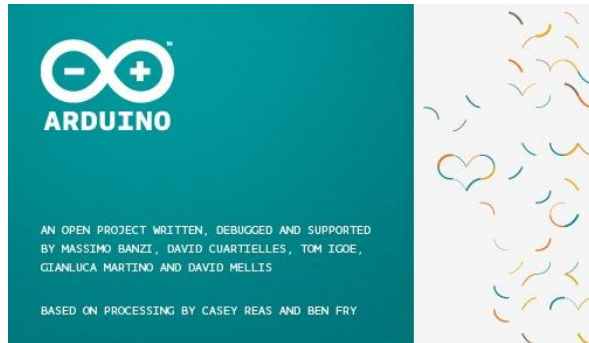 TM
ARDUINO
AN OPEN PROJECT WRITTEN, DEBUGGED AND SUPPORTED
BY MASSIMO BANZI, DAVID CUARTIELLES, TOM IGOE,
GIANLUCA MARTINO AND DAVID MELLIS
BASED ON PROCESSING BY CASEY REAS AND BEN FRY